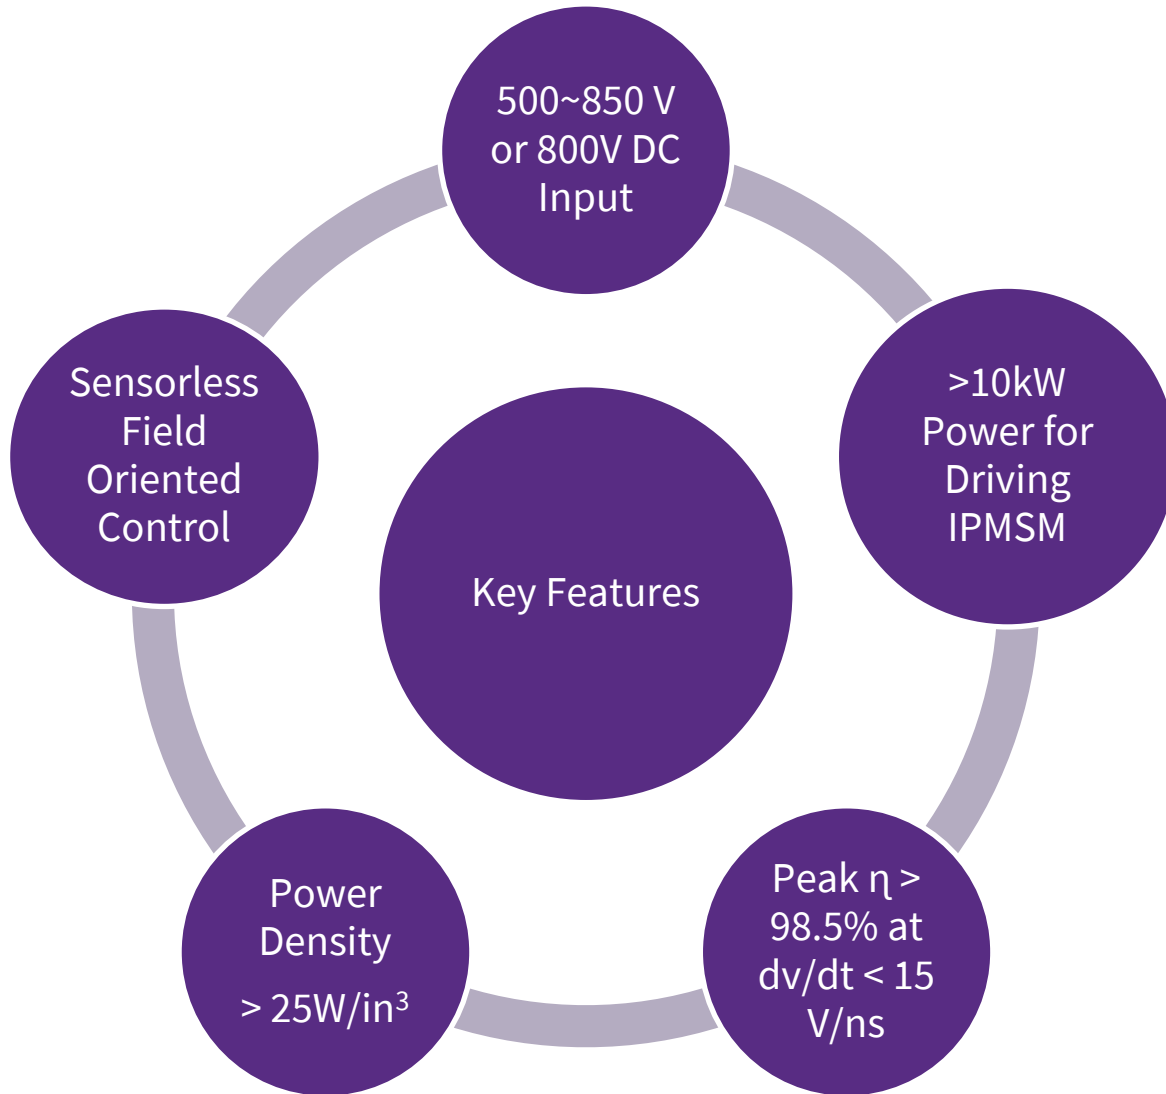 500~850 V
or 800V DC
Input
>10kW
Power for
Driving
IPMSM
Peak η >
98.5% at
dv/dt < 15
V/ns
Power
Density
> 25W/in³
Sensorless
Field
Oriented
Control
Key Features